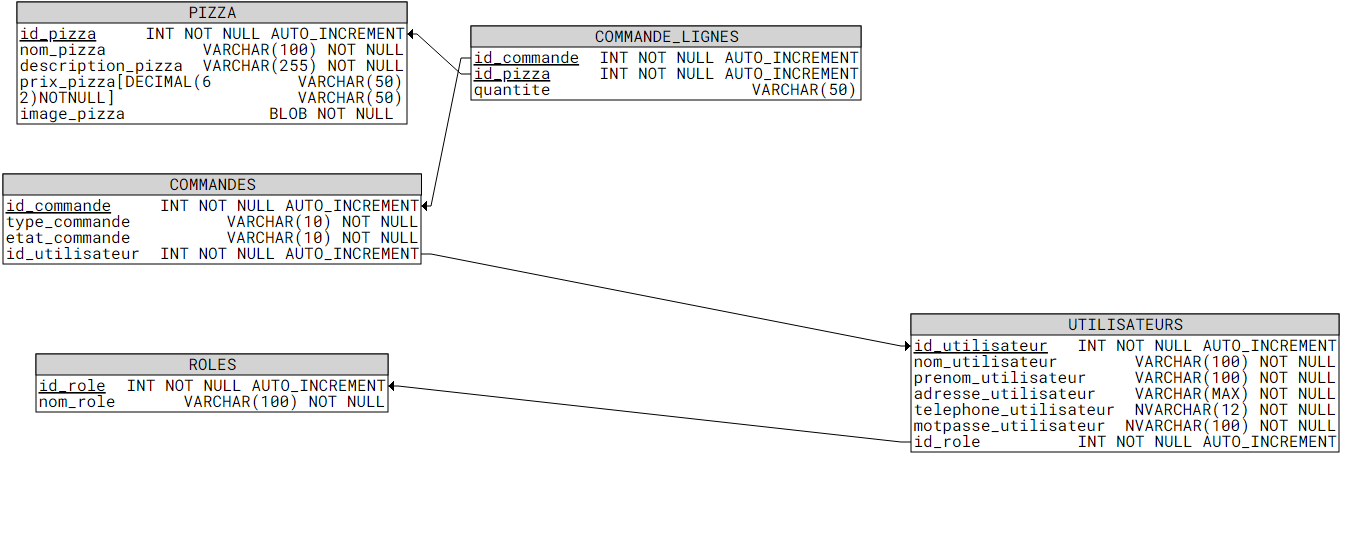 PIZZA
id_pizza INT NOT NULL AUTO_INCREMENT
nom_pizza VARCHAR(100) NOT NULL
description_pizza VARCHAR(255) NOT NULL
prix_pizza[DECIMAL(6 VARCHAR(50)
2)NOTNULL] VARCHAR(50)
image_pizza BLOB NOT NULL
COMMANDE_LIGNES
id_commande INT NOT NULL AUTO_INCREMENT
id_pizza INT NOT NULL AUTO_INCREMENT
quantite VARCHAR(50)
COMMANDES
id_commande INT NOT NULL AUTO_INCREMENT
type_commande VARCHAR(10) NOT NULL
etat_commande VARCHAR(10) NOT NULL
id_utilisateur INT NOT NULL AUTO_INCREMENT
UTILISATEURS
id_utilisateur INT NOT NULL AUTO_INCREMENT
nom_utilisateur VARCHAR(100) NOT NULL
prenom_utilisateur VARCHAR(100) NOT NULL
adresse_utilisateur VARCHAR(MAX) NOT NULL
telephone_utilisateur NVARCHAR(12) NOT NULL
motpasse_utilisateur NVARCHAR(100) NOT NULL
id_role INT NOT NULL AUTO_INCREMENT
ROLES
id_role INT NOT NULL AUTO_INCREMENT
nom_role VARCHAR(100) NOT NULL